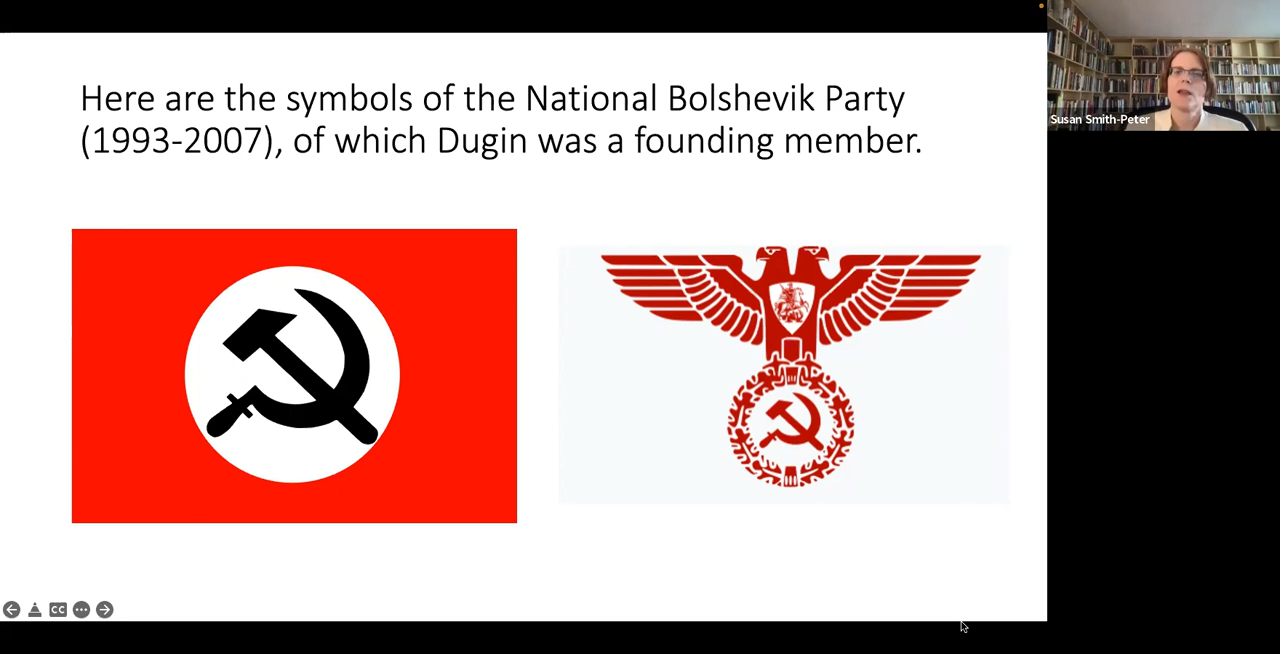 Here are the symbols of the National Bolshevik Party
(1993-2007), of which Dugin was a founding member.
Susan Smith-Peter
CC